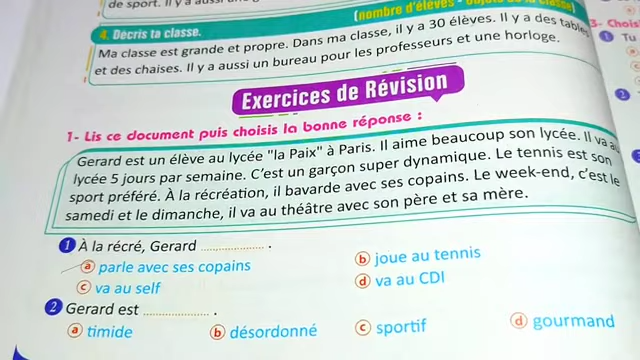 de sport. Il y a aussi
(nombre d'élèves - objets de la classe)
4. Décris ta classe.
Ma classe est grande et propre. Dans ma classe, il y a 30 élèves. Il y a des tables
et des chaises. Il y a aussi un bureau pour les professeurs et une horloge.
3- Chois
1 Tu
a
2
Exercices de Révision
1- Lis ce document puis choisis la bonne réponse :
Gerard est un élève au lycée "la Paix" à Paris. Il aime beaucoup son lycée. Il va au
lycée 5 jours par semaine. C'est un garçon super dynamique. Le tennis est son
sport préféré. À la récréation, il bavarde avec ses copains. Le week-end, c'est le
samedi et le dimanche, il va au théâtre avec son père et sa mère.
1 À la récré, Gerard .................... .
a parle avec ses copains b joue au tennis
c va au self d va au CDI
2 Gerard est .................... .
a timide b désordonné c sportif d gourmand